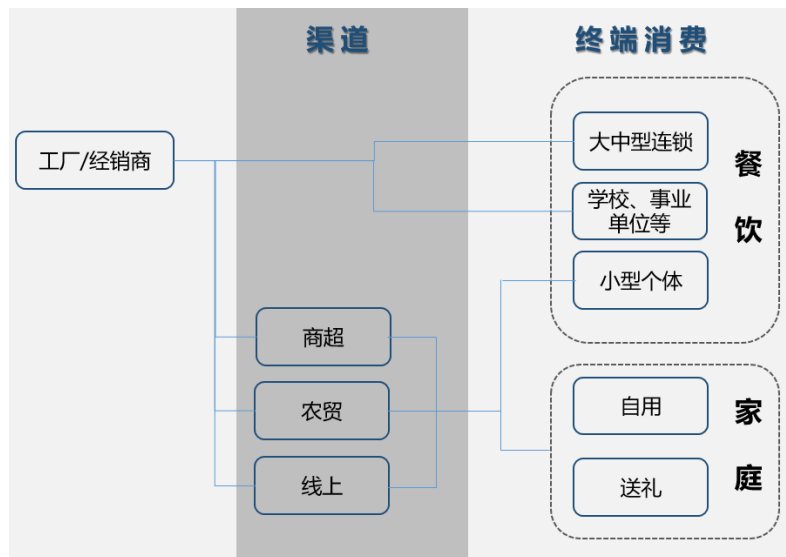 渠道
终端消费
工厂/经销商
大中型连锁
学校、事业
单位等
小型个体
餐
饮
商超
农贸
线上
自用
送礼
家
庭